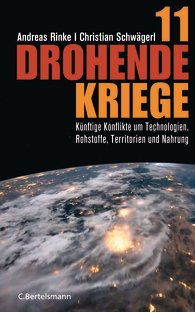 Andreas Rinke I Christian Schwägerl
11
DROHENDE
KRIEGE
Künftige Konflikte um Technologien,
Rohstoffe, Territorien und Nahrung
C. Bertelsmann